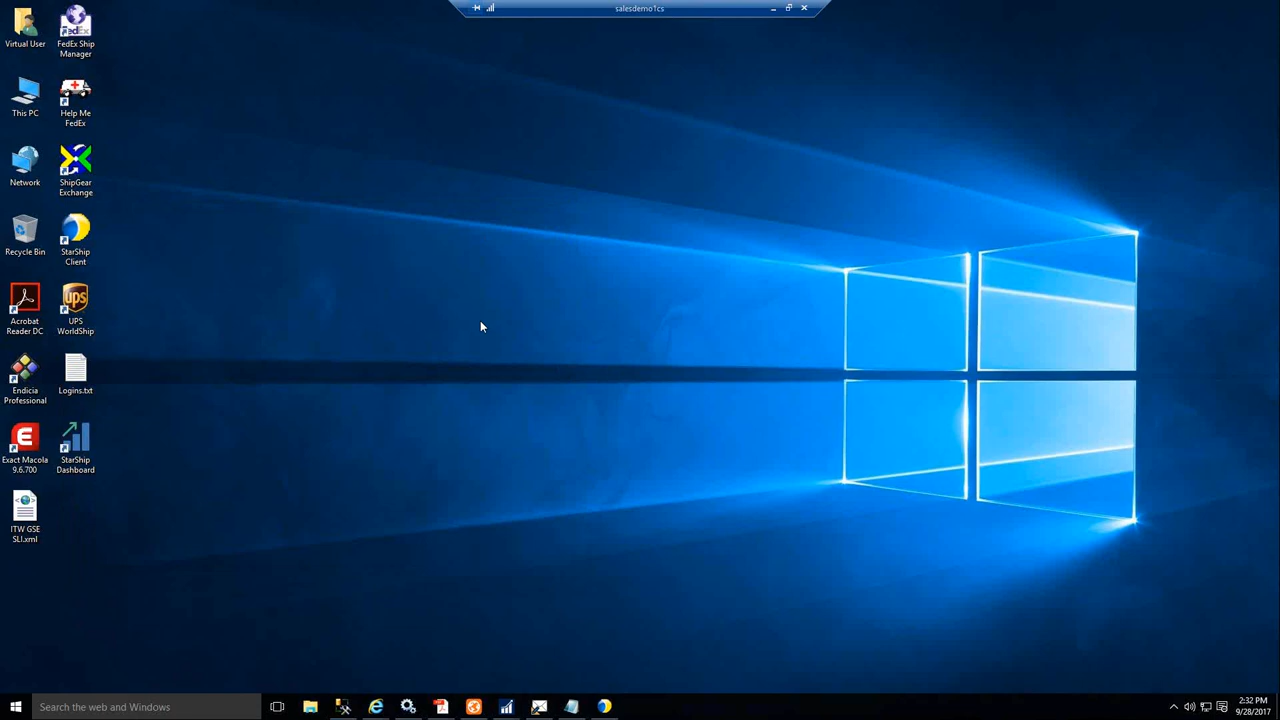 salesdemo1cs
Virtual User
FedEx Ship
Manager
This PC
Help Me
FedEx
Network
ShipGear
Exchange
Recycle Bin
StarShip
Client
Acrobat
Reader DC
ups
UPS
WorldShip
Endicia
Professional
Logins.txt
Exact Macola
9.6.700
StarShip
Dashboard
ITW GSE
SLI.xml
Search the web and Windows
2:32 PM
9/28/2017